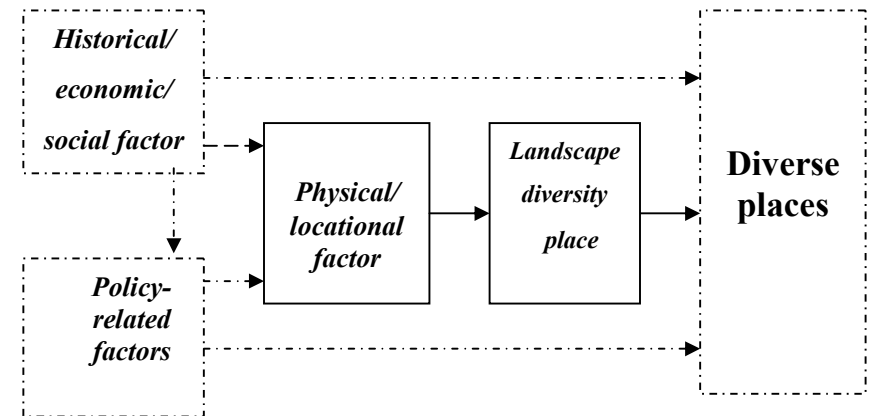 Historical/
economic/
social factor
Policy-
related
factors
Physical/
locational
factor
Landscape
diversity
place
Diverse
places